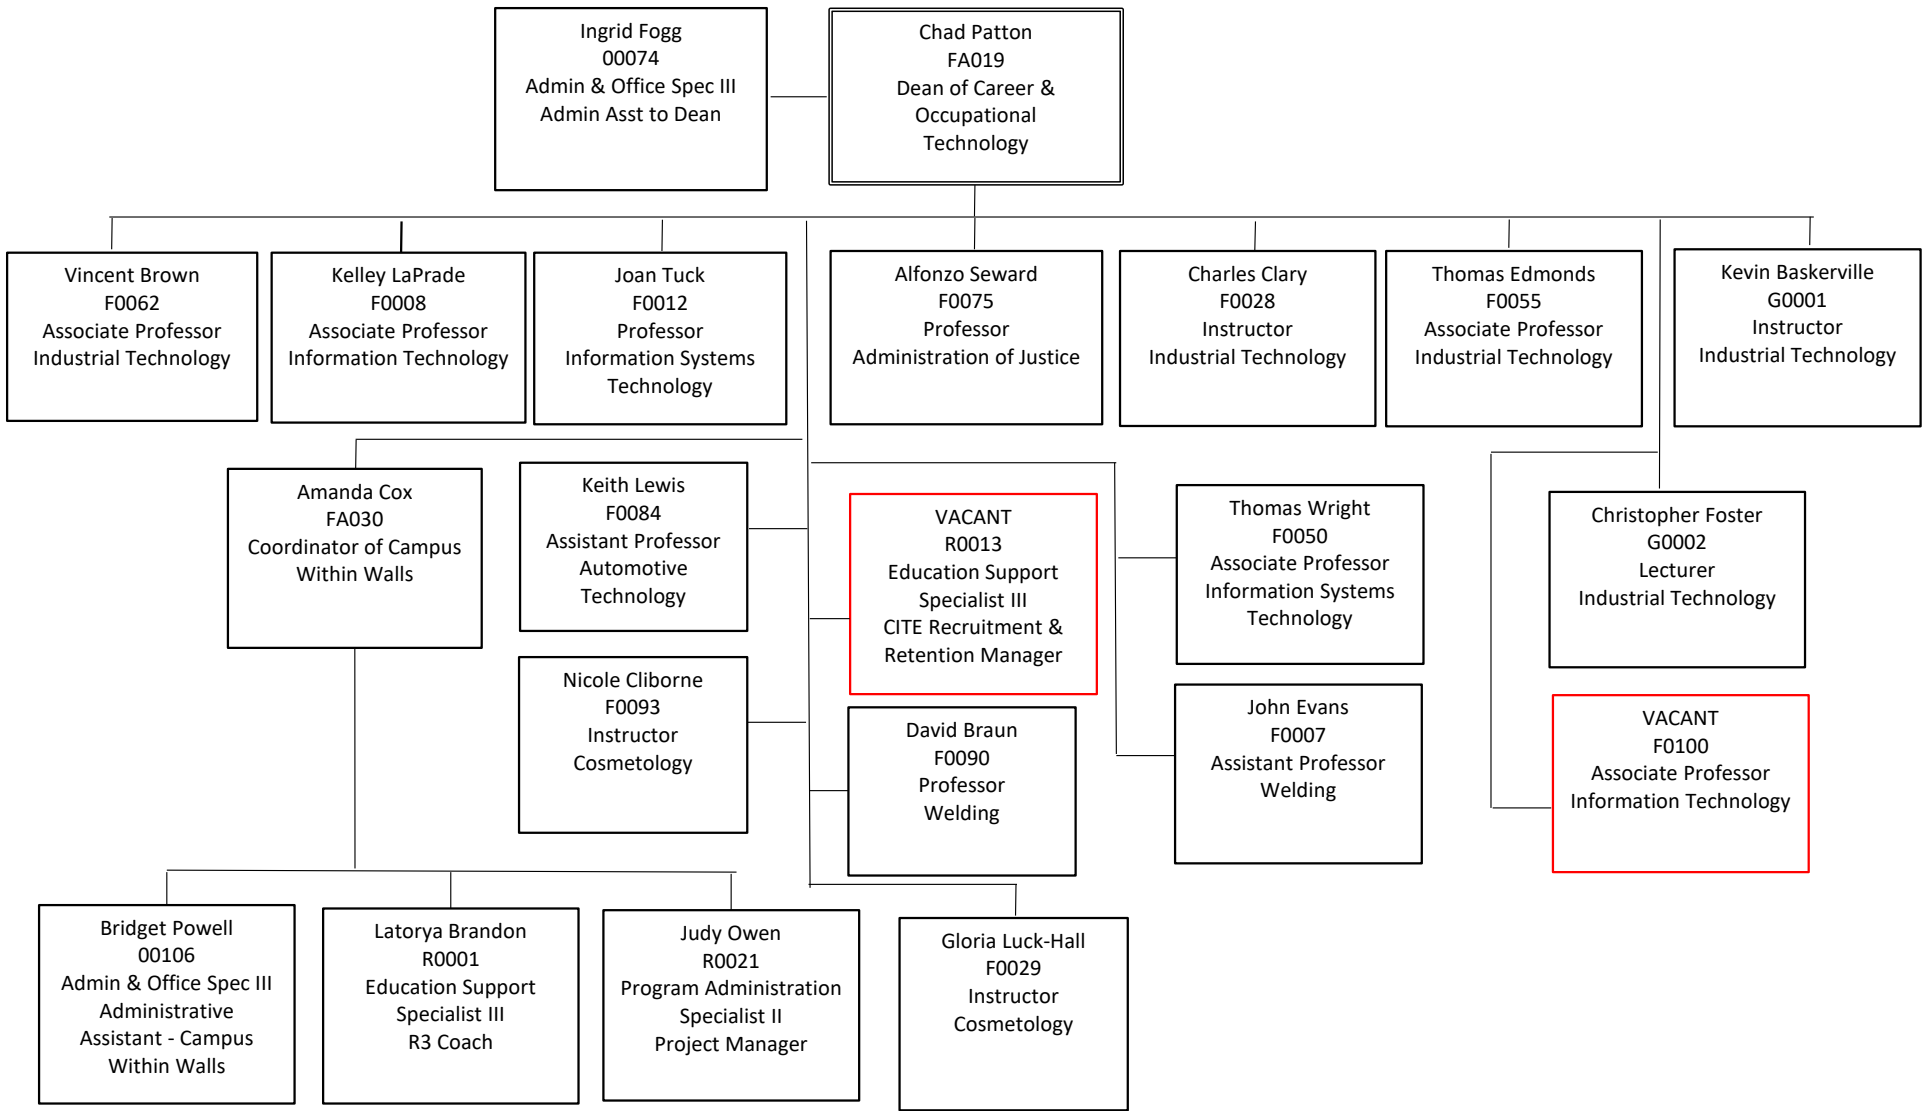 Ingrid Fogg
00074
Admin & Office Spec III
Admin Asst to Dean
Chad Patton
FA019
Dean of Career &
Occupational
Technology
Vincent Brown
F0062
Associate Professor
Industrial Technology
Kelley LaPrade
F0008
Associate Professor
Information Technology
Joan Tuck
F0012
Professor
Information Systems
Technology
Alfonzo Seward
F0075
Professor
Administration of Justice
Charles Clary
F0028
Instructor
Industrial Technology
Thomas Edmonds
F0055
Associate Professor
Industrial Technology
Kevin Baskerville
G0001
Instructor
Industrial Technology
Amanda Cox
FA030
Coordinator of Campus
Within Walls
Keith Lewis
F0084
Assistant Professor
Automotive
Technology
VACANT
R0013
Education Support
Specialist III
CITE Recruitment &
Retention Manager
Thomas Wright
F0050
Associate Professor
Information Systems
Technology
Christopher Foster
G0002
Lecturer
Industrial Technology
Nicole Cliborne
F0093
Instructor
Cosmetology
David Braun
F0090
Professor
Welding
John Evans
F0007
Assistant Professor
Welding
VACANT
F0100
Associate Professor
Information Technology
Bridget Powell
00106
Admin & Office Spec III
Administrative
Assistant - Campus
Within Walls
Latorya Brandon
R0001
Education Support
Specialist III
R3 Coach
Judy Owen
R0021
Program Administration
Specialist II
Project Manager
Gloria Luck-Hall
F0029
Instructor
Cosmetology